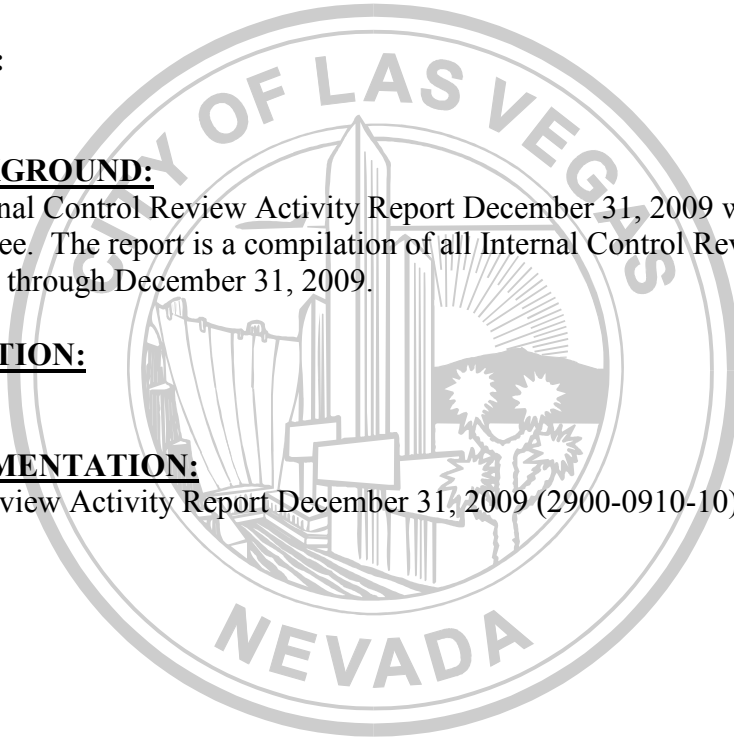 :
GROUND:
nal Control Review Activity Report December 31, 2009 w
ee. The report is a compilation of all Internal Control Rev
through December 31, 2009.
TION:
MENTATION:
view Activity Report December 31, 2009 (2900-0910-10)
CITY OF LAS VEGAS
NEVADA